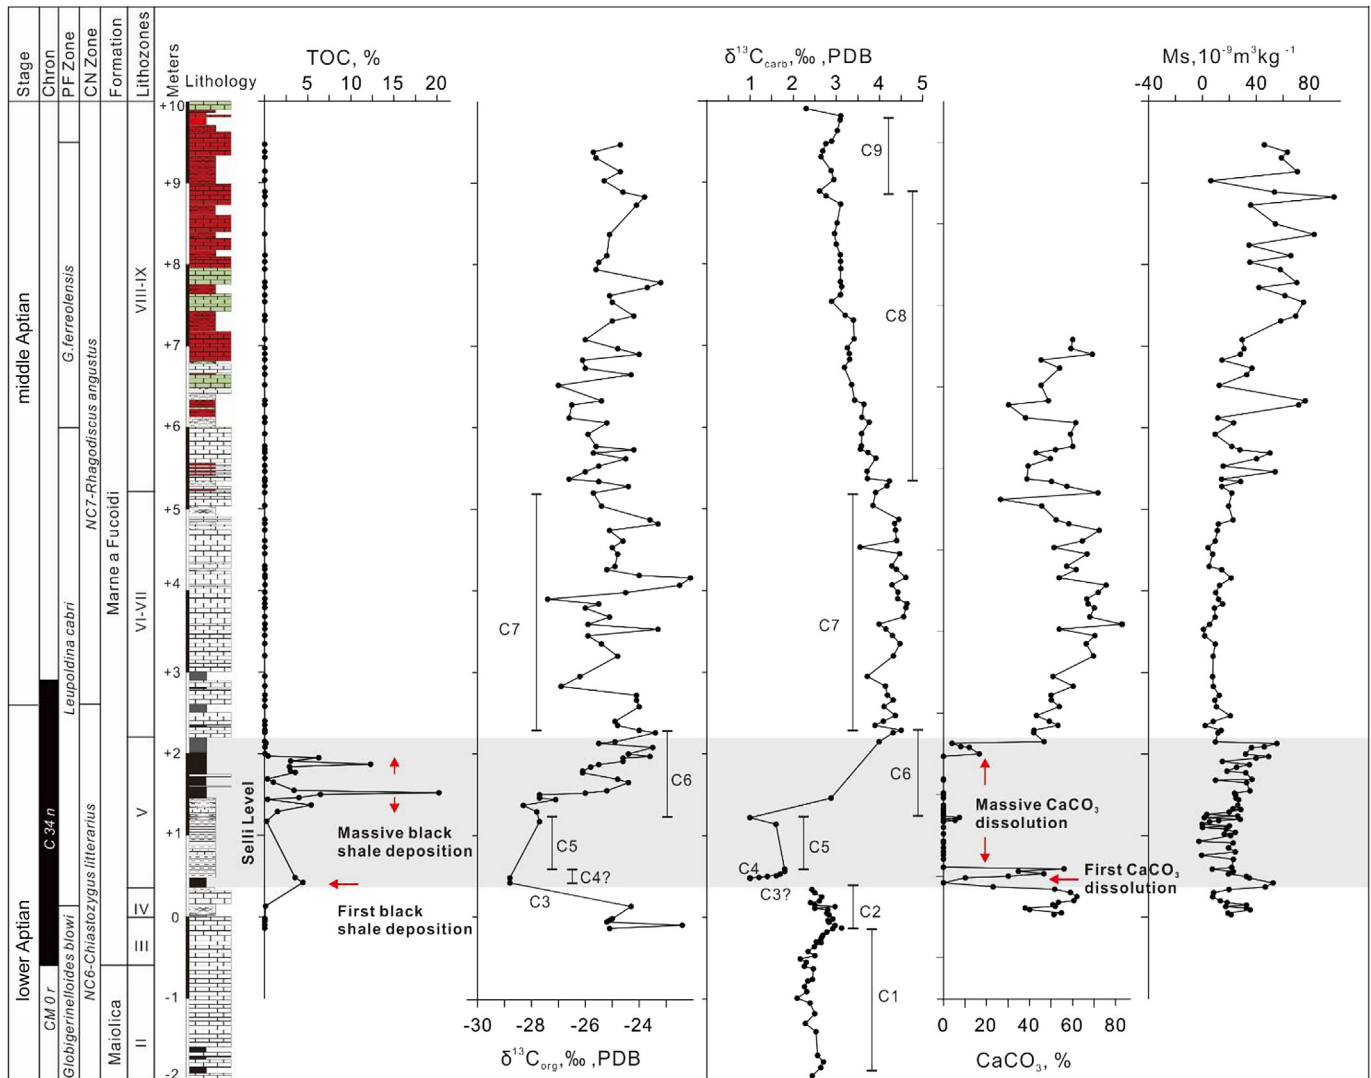 Stage
Chron
PF Zone
CN Zone
Formation
Lithozones
Meters
Lithology
TOC, %
5 10 15 20
δ¹³Ccarb,‰ ,PDB
1 2 3 4 5
Ms,10⁻⁹m³kg⁻¹
-40 0 40 80
+10
+9
+8
+7
+6
+5
+4
+3
+2
+1
0
-1
-2
middle Aptian
lower Aptian
C 34 n
CM 0 r
G.ferreolensis
Leupoldina cabri
Globigerinelloides blowi
NC7-Rhagodiscus angustus
NC6-Chiastozygus litterarius
Marne a Fucoidi
Maiolica
VIII-IX
VI-VII
V
IV
III
II
Selli Level
Massive black
shale deposition
First black
shale deposition
C7
C6
C5
C4?
C3
C9
C8
C7
C6
C5
C4
C3?
C2
C1
Massive CaCO₃
dissolution
First CaCO₃
dissolution
-30 -28 -26 -24
δ¹³Corg,‰ ,PDB
0 20 40 60 80
CaCO₃, %